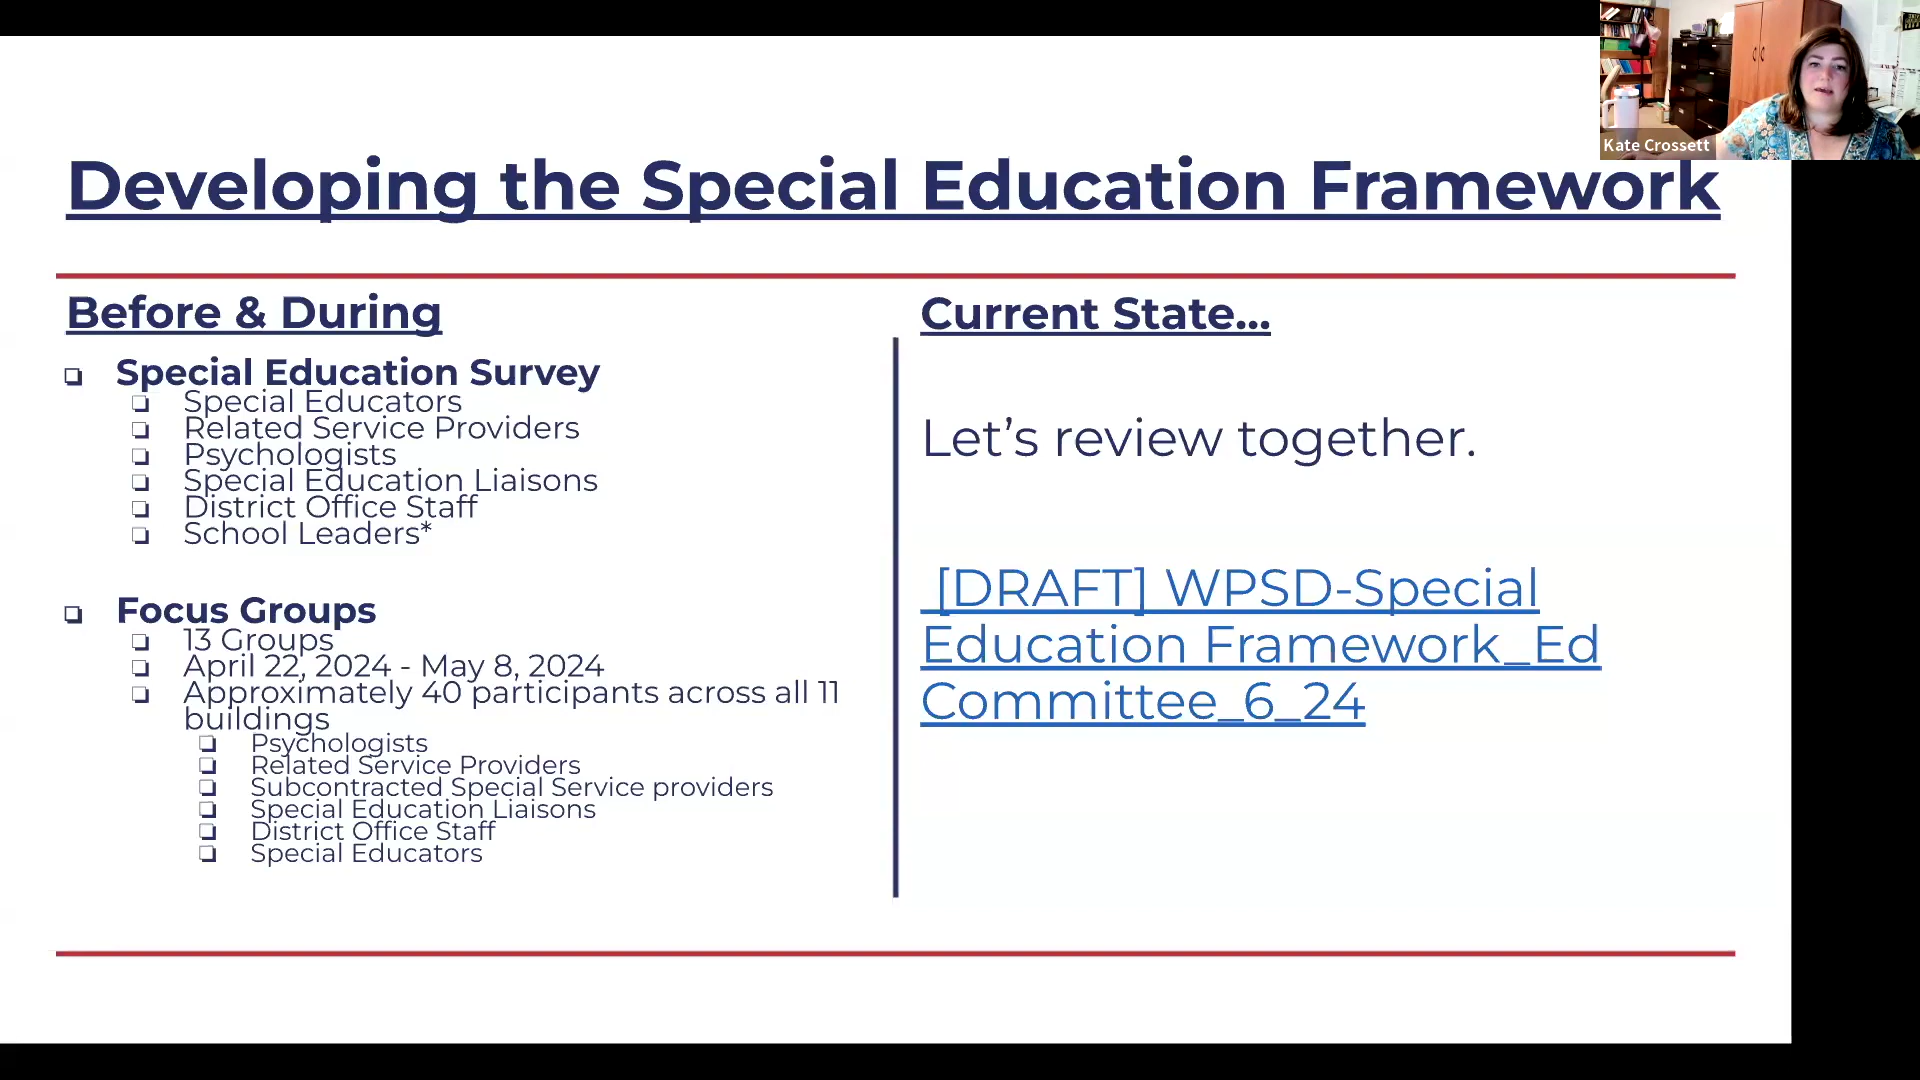 Kate Crossett
Developing the Special Education Framework
Before & During
❏ Special Education Survey
❏ Special Educators
❏ Related Service Providers
❏ Psychologists
❏ Special Education Liaisons
❏ District Office Staff
❏ School Leaders*
❏ Focus Groups
❏ 13 Groups
❏ April 22, 2024 - May 8, 2024
❏ Approximately 40 participants across all 11
buildings
❏ Psychologists
❏ Related Service Providers
❏ Subcontracted Special Service providers
❏ Special Education Liaisons
❏ District Office Staff
❏ Special Educators
Current State...
Let’s review together.
[DRAFT] WPSD-Special
Education Framework_Ed
Committee_6_24